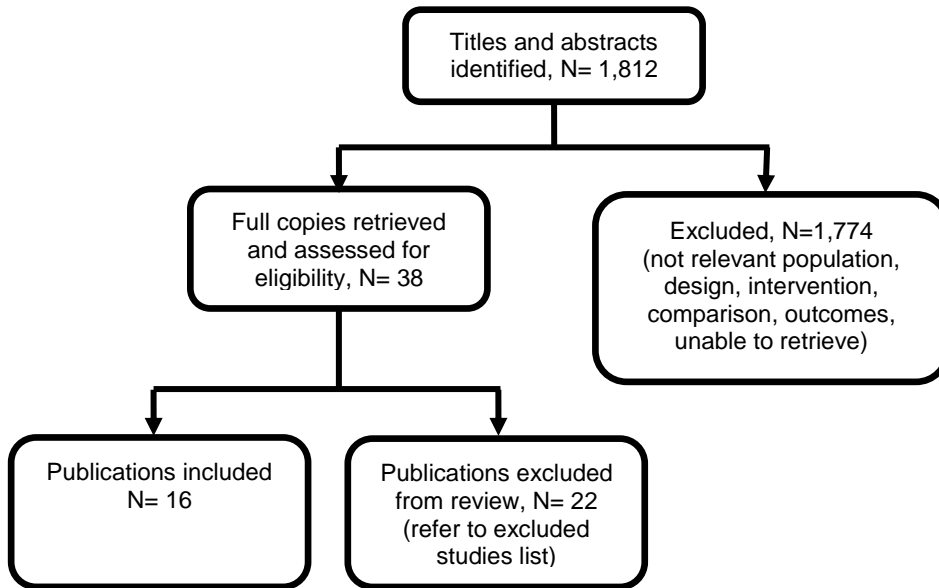 Titles and abstracts
identified, N= 1,812
Full copies retrieved
and assessed for
eligibility, N= 38
Excluded, N=1,774
(not relevant population,
design, intervention,
comparison, outcomes,
unable to retrieve)
Publications included
N= 16
Publications excluded
from review, N= 22
(refer to excluded
studies list)